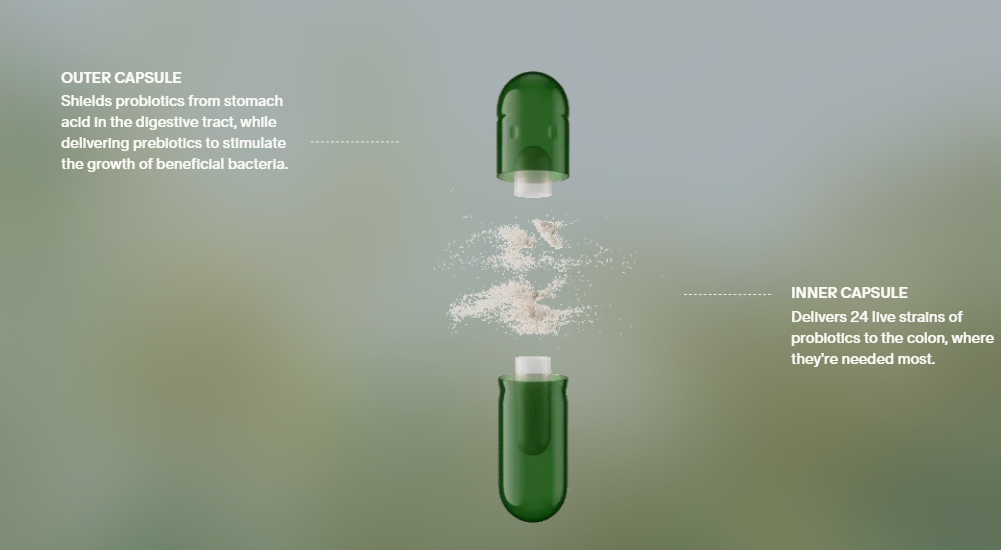 OUTER CAPSULE
Shields probiotics from stomach
acid in the digestive tract, while
delivering prebiotics to stimulate
the growth of beneficial bacteria.
INNER CAPSULE
Delivers 24 live strains of
probiotics to the colon, where
they're needed most.